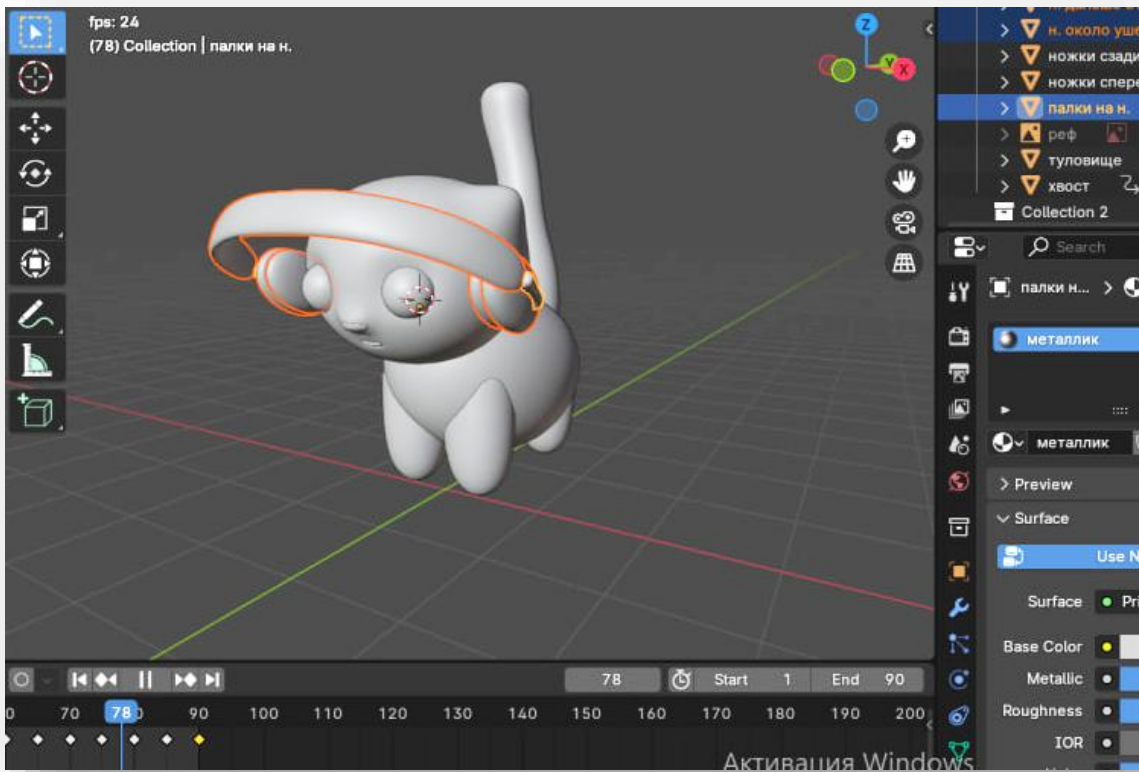 fps: 24
(78) Collection | палки на н.
Z
Y
X
н. около уше
ножки сзади
ножки спере
палки на н.
реф
туловище
хвост
Collection 2
Search
палки н... >
металлик
металлик
Preview
Surface
Use N
Surface Pri
Base Color
Metallic
Roughness
IOR
78 Start 1 End 90
0 70 78 90 100 110 120 130 140 150 160 170 180 190 200
Активация Windows